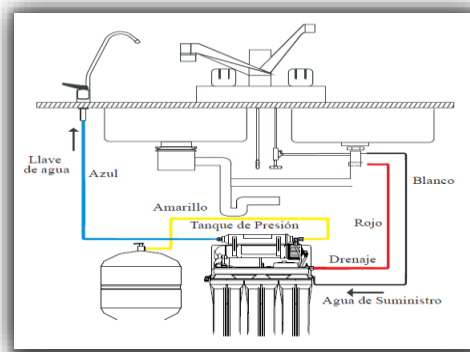 Llave
de agua
Azul
Blanco
Amarillo
Tanque de Presión
Rojo
Drenaje
Agua de Suministro